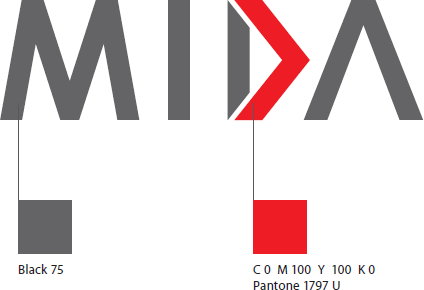 MIDA
Black 75
C 0 M 100 Y 100 K 0
Pantone 1797 U